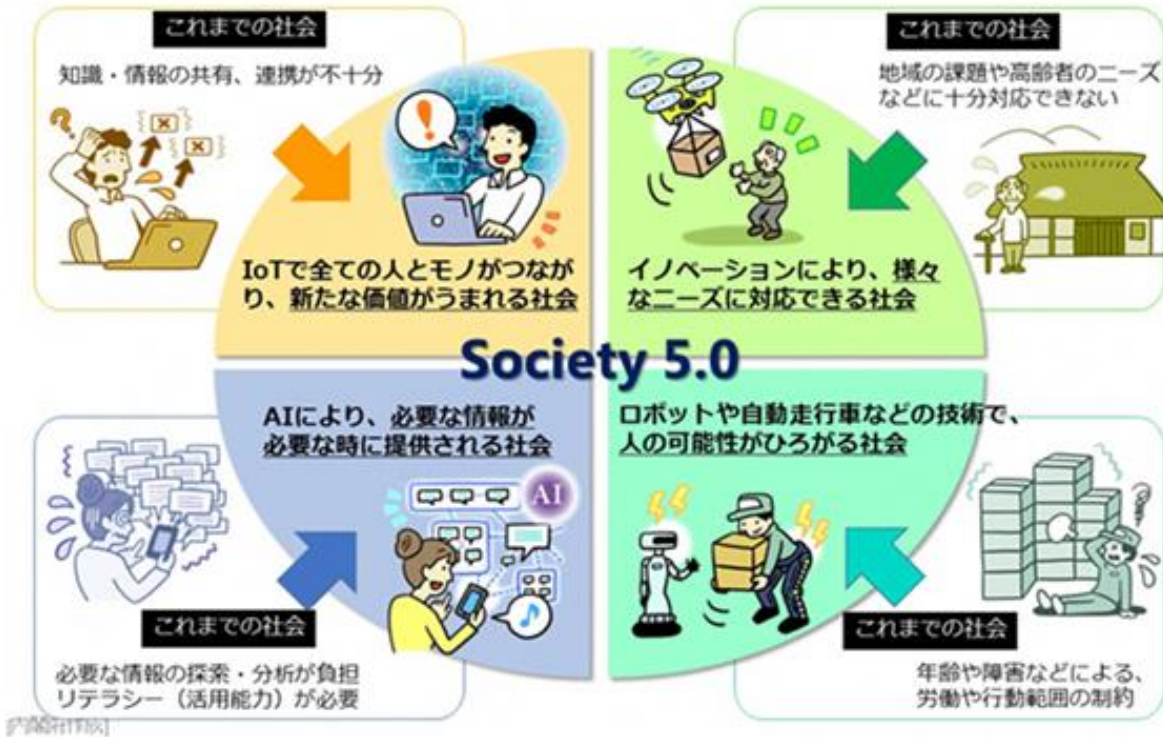 これまでの社会
知識・情報の共有、連携が不十分
IoTで全ての人とモノがつなが
り、新たな価値がうまれる社会
これまでの社会
地域の課題や高齢者のニーズ
などに十分対応できない
イノベーションにより、様々
なニーズに対応できる社会
Society 5.0
AIにより、必要な情報が
必要な時に提供される社会
AI
これまでの社会
必要な情報の探索・分析が負担
リテラシー（活用能力）が必要
ロボットや自動走行車などの技術で、
人の可能性がひろがる社会
これまでの社会
年齢や障害などによる、
労働や行動範囲の制約